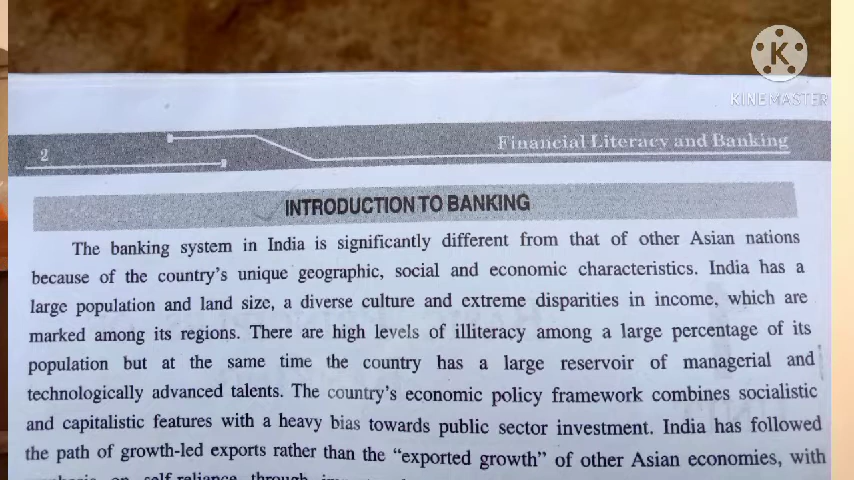 K
KINEMASTER
2
Financial Literacy and Banking
INTRODUCTION TO BANKING
The banking system in India is significantly different from that of other Asian nations
because of the country's unique geographic, social and economic characteristics. India has a
large population and land size, a diverse culture and extreme disparities in income, which are
marked among its regions. There are high levels of illiteracy among a large percentage of its
population but at the same time the country has a large reservoir of managerial and
technologically advanced talents. The country's economic policy framework combines socialistic
and capitalistic features with a heavy bias towards public sector investment. India has followed
the path of growth-led exports rather than the “exported growth” of other Asian economies, with
on self-reliance through